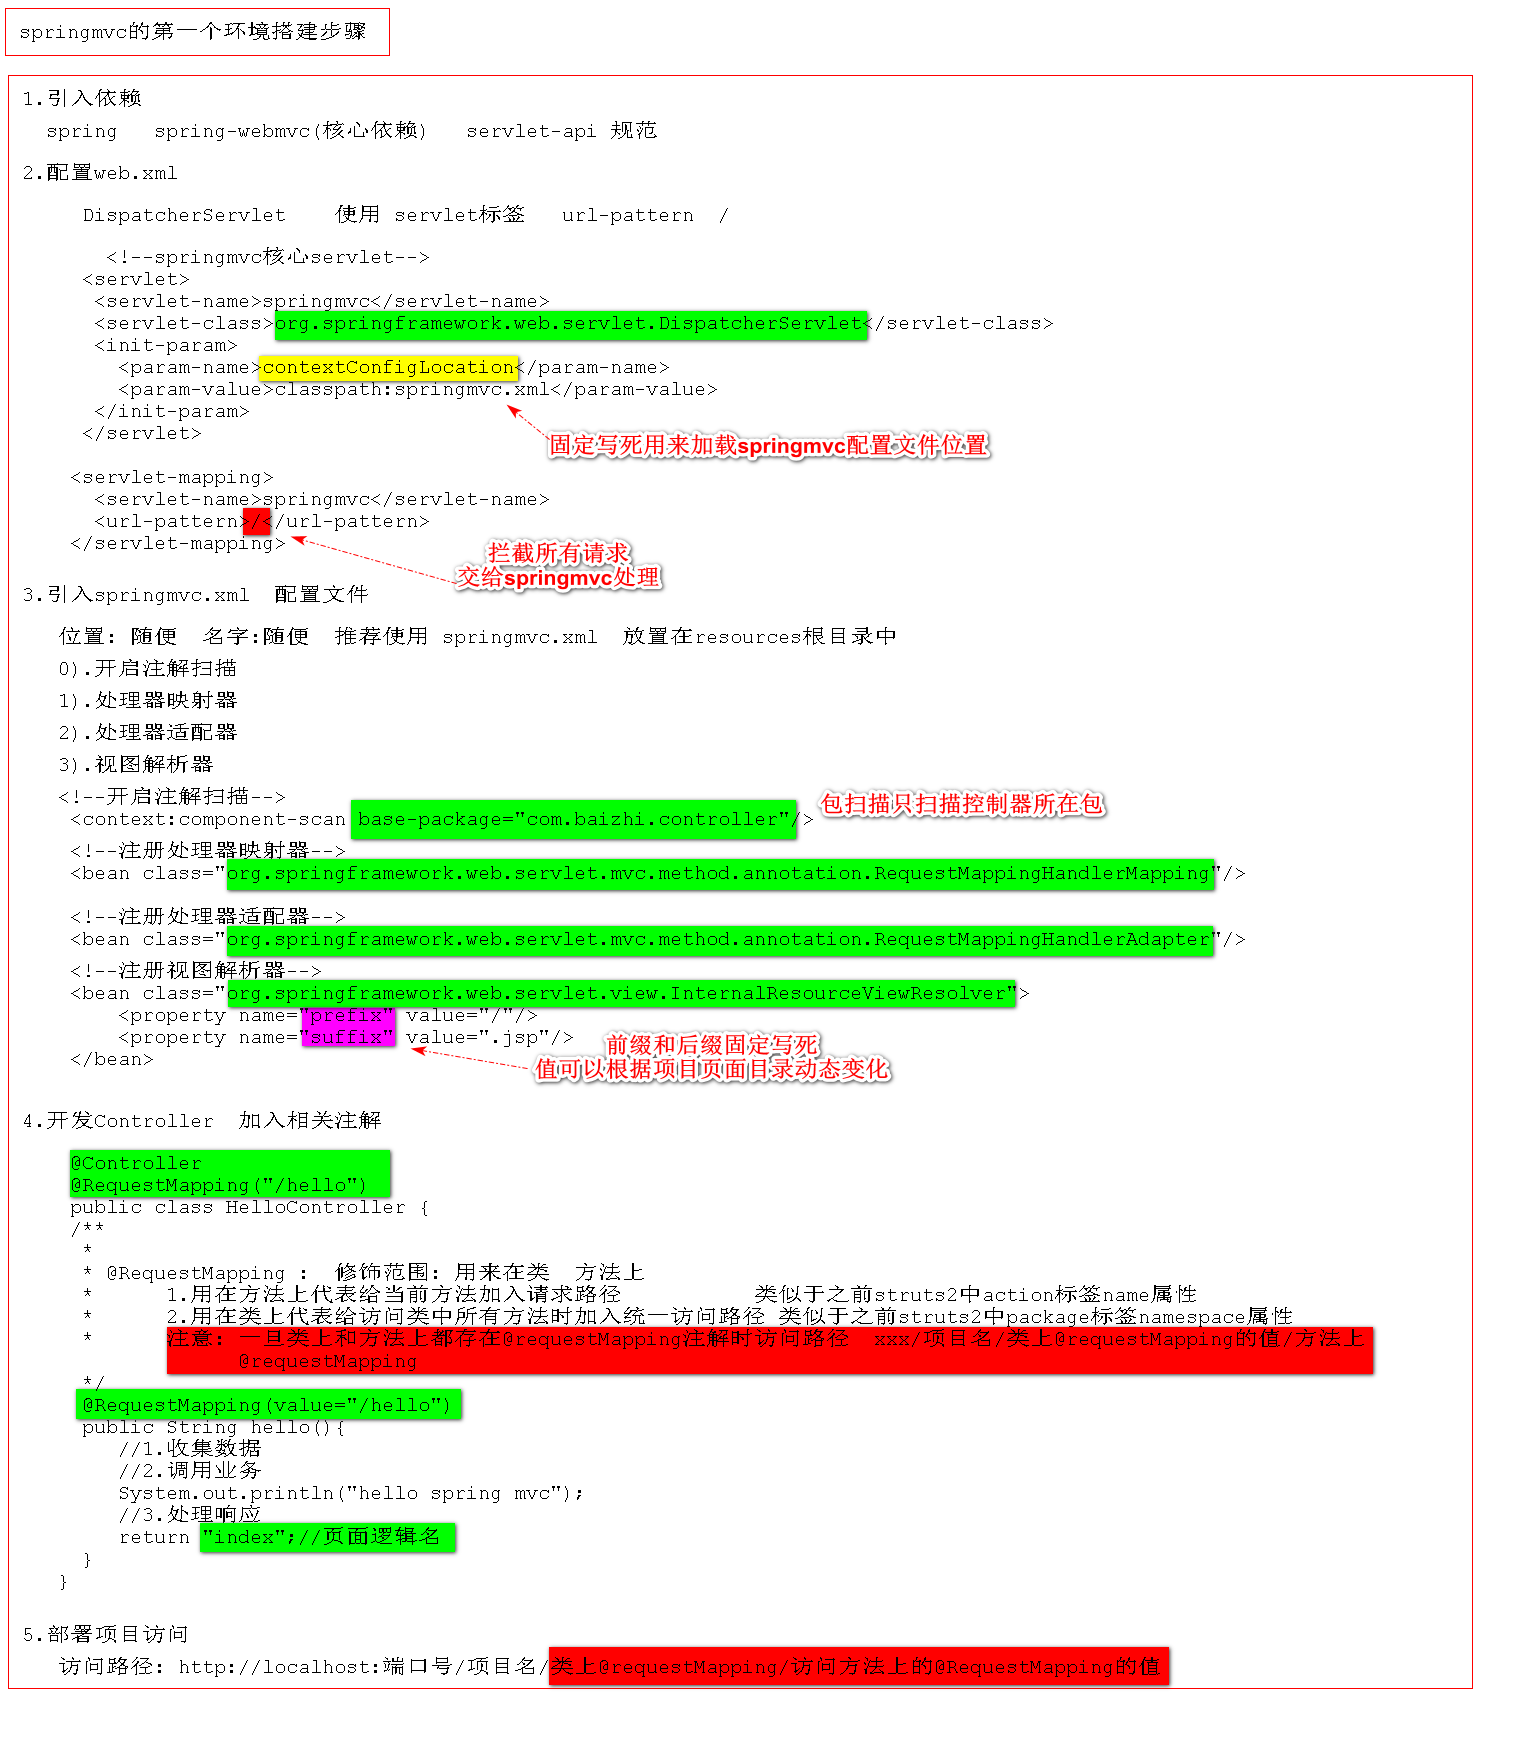 springmvc的第一个环境搭建步骤
1.引入依赖
spring spring-webmvc(核心依赖) servlet-api 规范
2.配置web.xml
DispatcherServlet 使用 servlet标签 url-pattern /
<!--springmvc核心servlet-->
<servlet>
<servlet-name>springmvc</servlet-name>
<servlet-class>org.springframework.web.servlet.DispatcherServlet</servlet-class>
<init-param>
<param-name>contextConfigLocation</param-name>
<param-value>classpath:springmvc.xml</param-value>
</init-param>
</servlet>
固定写死用来加载springmvc配置文件位置
<servlet-mapping>
<servlet-name>springmvc</servlet-name>
<url-pattern>/</url-pattern>
</servlet-mapping>
拦截所有请求
交给springmvc处理
3.引入springmvc.xml 配置文件
位置: 随便 名字:随便 推荐使用 springmvc.xml 放置在resources根目录中
0).开启注解扫描
1).处理器映射器
2).处理器适配器
3).视图解析器
<!--开启注解扫描-->
<context:component-scan base-package="com.baizhi.controller"/>
包扫描只扫描控制器所在包
<!--注册处理器映射器-->
<bean class="org.springframework.web.servlet.mvc.method.annotation.RequestMappingHandlerMapping"/>
<!--注册处理器适配器-->
<bean class="org.springframework.web.servlet.mvc.method.annotation.RequestMappingHandlerAdapter"/>
<!--注册视图解析器-->
<bean class="org.springframework.web.servlet.view.InternalResourceViewResolver">
<property name="prefix" value="/"/>
<property name="suffix" value=".jsp"/>
</bean>
前缀和后缀固定写死
值可以根据项目页面目录动态变化
4.开发Controller 加入相关注解
@Controller
@RequestMapping("/hello")
public class HelloController {
/**
*
* @RequestMapping : 修饰范围: 用来在类 方法上
* 1.用在方法上代表给当前方法加入请求路径 类似于之前struts2中action标签name属性
* 2.用在类上代表给访问类中所有方法时加入统一访问路径 类似于之前struts2中package标签namespace属性
* 注意: 一旦类上和方法上都存在@requestMapping注解时访问路径 xxx/项目名/类上@requestMapping的值/方法上
@requestMapping
*/
@RequestMapping(value="/hello")
public String hello(){
//1.收集数据
//2.调用业务
System.out.println("hello spring mvc");
//3.处理响应
return "index";//页面逻辑名
}
}
5.部署项目访问
访问路径: http://localhost:端口号/项目名/类上@requestMapping/访问方法上的@RequestMapping的值